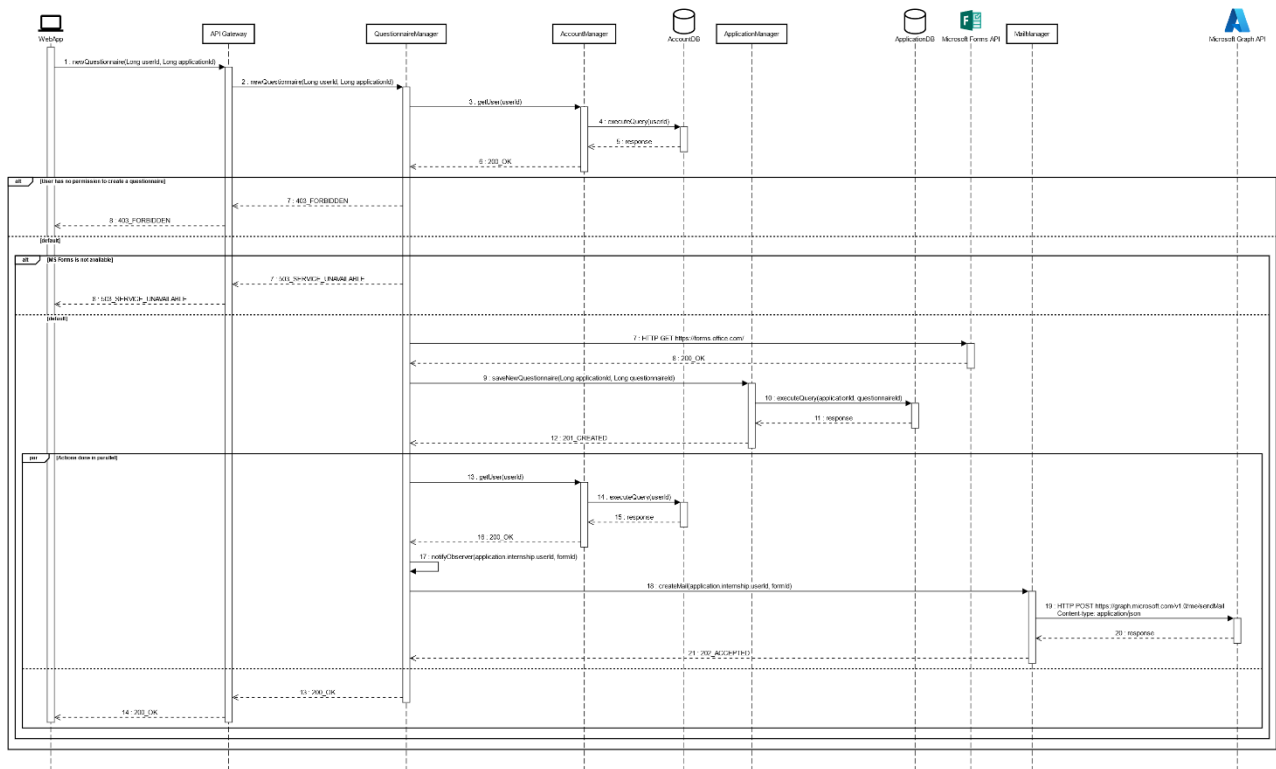 WebApp
API Gateway
QuestionnaireManager
AccountManager
AccountDB
ApplicationManager
ApplicationDB
Microsoft Forms API
MailManager
Microsoft Graph API
1 : newQuestionnaire(Long userId, Long applicationId)
2 : newQuestionnaire(Long userId, Long applicationId)
3 : getUser(userId)
4 : executeQuery(userId)
5 : response
6 : 200_OK
alt
[User has no permission to create a questionnaire]
7 : 403_FORBIDDEN
8 : 403_FORBIDDEN
[default]
alt
[MS Forms is not available]
7 : 503_SERVICE_UNAVAILABLE
8 : 503_SERVICE_UNAVAILABLE
[default]
7 : HTTP GET https://forms.office.com/
8 : 200_OK
9 : saveNewQuestionnaire(Long applicationId, Long questionnaireId)
10 : executeQuery(applicationId, questionnaireId)
11 : response
12 : 201_CREATED
par
[Actions done in parallel]
13 : getUser(userId)
14 : executeQuery(userId)
15 : response
16 : 200_OK
17 : notifyObserver(application.internship.userId, formId)
18 : createMail(application.internship.userId, formId)
19 : HTTP POST https://graph.microsoft.com/v1.0/me/sendMail
Content-type: application/json
20 : response
21 : 202_ACCEPTED
13 : 200_OK
14 : 200_OK